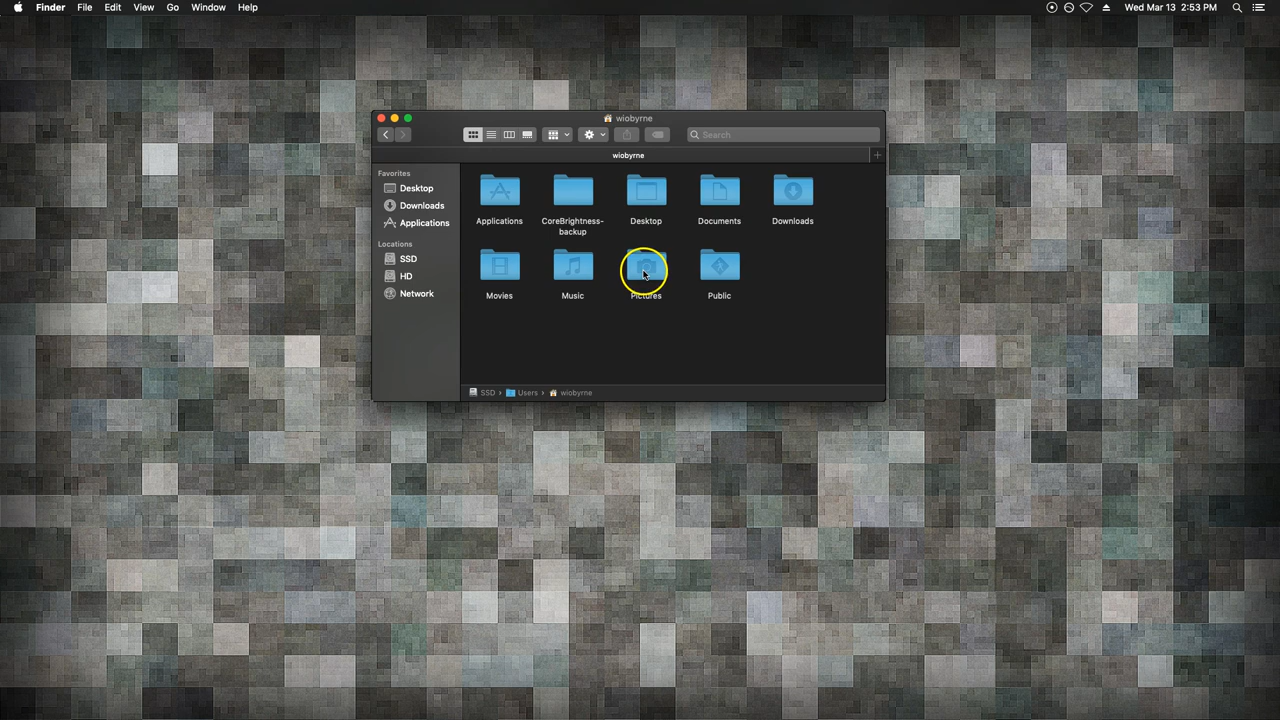 Finder File Edit View Go Window Help Wed Mar 13 2:53 PM
wiobyrne
Search
wiobyrne
Favorites
Desktop
Downloads
Applications
Locations
SSD
HD
Network
Applications CoreBrightness-backup Desktop Documents Downloads
Movies Music Pictures Public
SSD › Users › wiobyrne